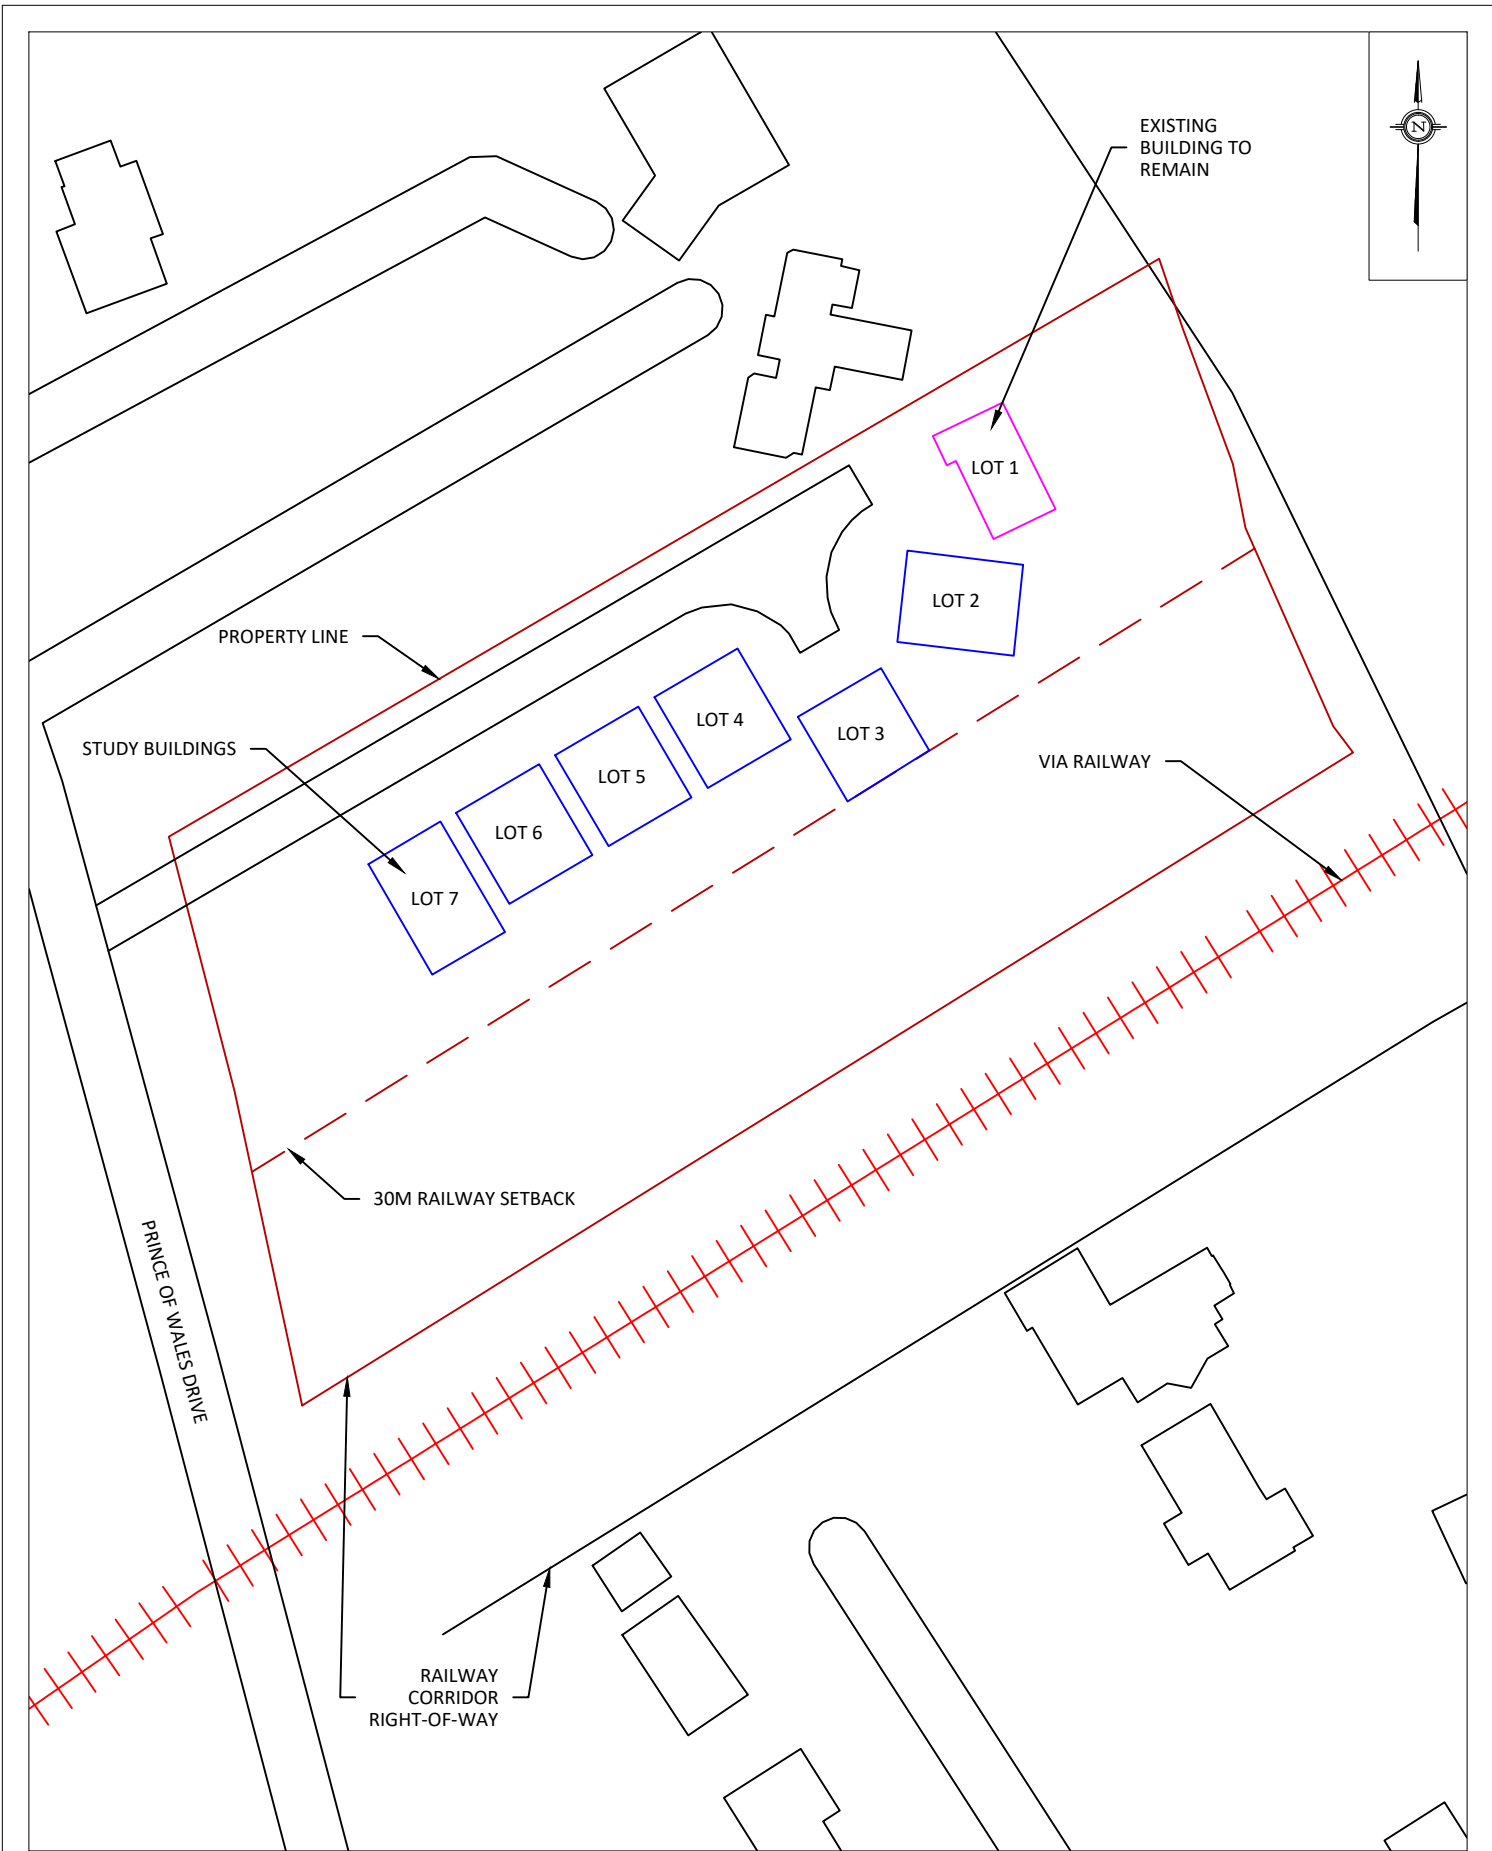 EXISTING
BUILDING TO
REMAIN
N
LOT 1
LOT 2
PROPERTY LINE
LOT 4
LOT 3
STUDY BUILDINGS
LOT 5
VIA RAILWAY
LOT 6
LOT 7
30M RAILWAY SETBACK
PRINCE OF WALES DRIVE
RAILWAY
CORRIDOR
RIGHT-OF-WAY